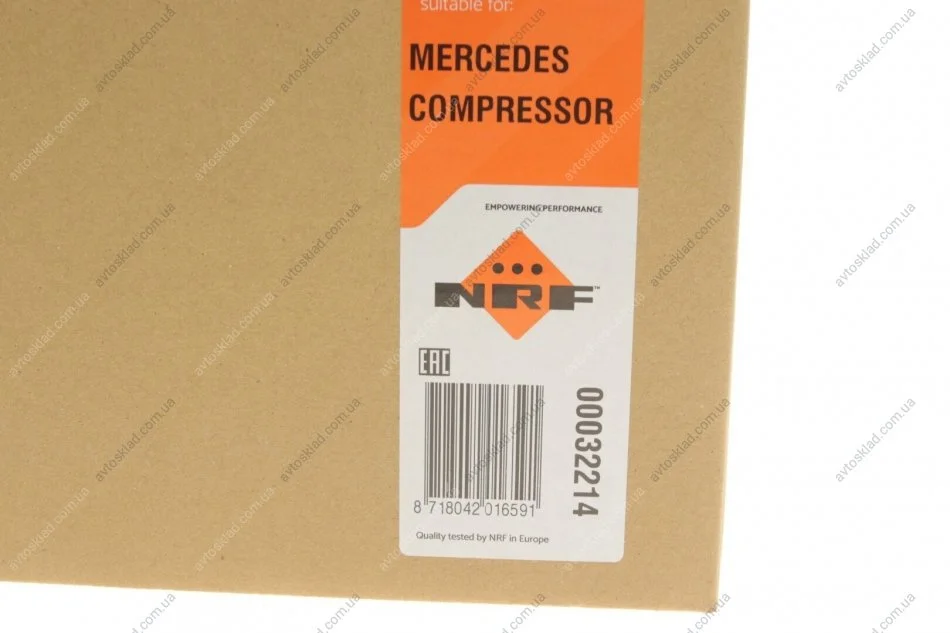 suitable for:
MERCEDES
COMPRESSOR
EMPOWERING PERFORMANCE
NRF™
EAC
00032214
8 718042 016591
Quality tested by NRF in Europe
avtosklad.com.ua